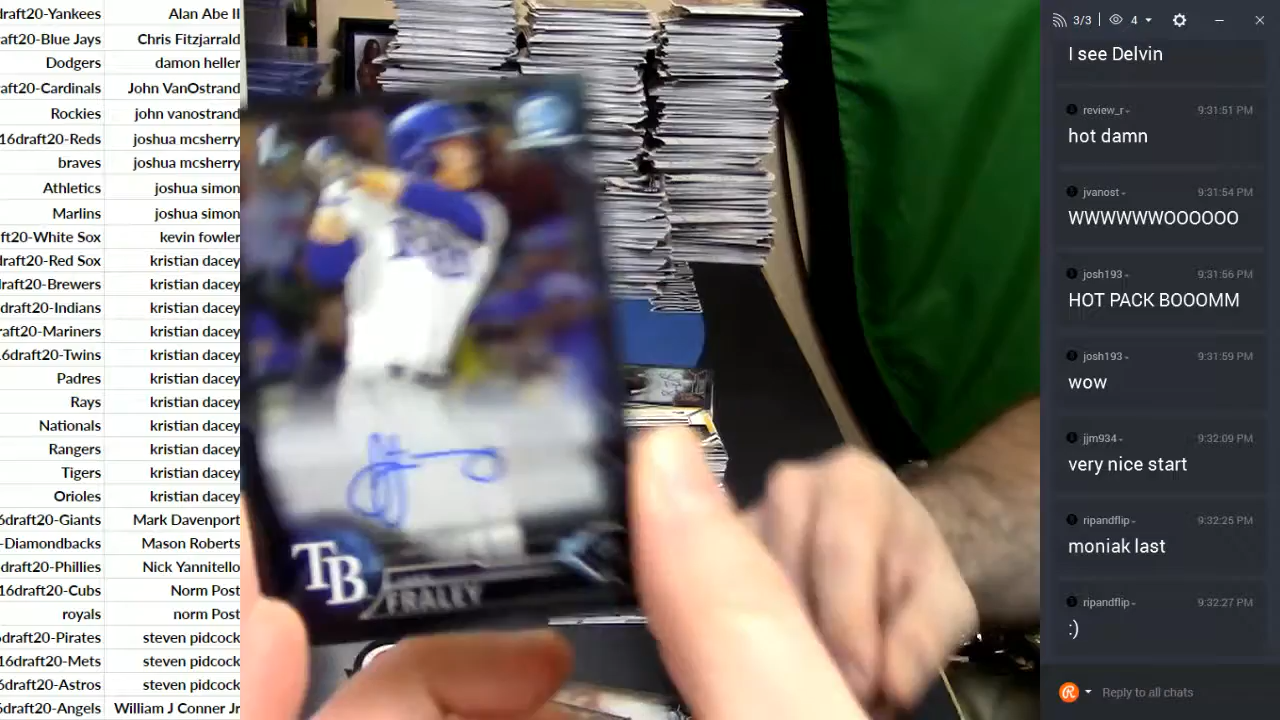 draft20-Yankees Alan Abe II
aft20-Blue Jays Chris Fitzjarrald
Dodgers damon heller
aft20-Cardinals John VanOstrand
Rockies john vanostrand
16draft20-Reds joshua mcsherry
braves joshua mcsherry
Athletics joshua simon
Marlins joshua simon
ft20-White Sox kevin fowler
draft20-Red Sox kristian dacey
draft20-Brewers kristian dacey
draft20-Indians kristian dacey
raft20-Mariners kristian dacey
.6draft20-Twins kristian dacey
Padres kristian dacey
Rays kristian dacey
Nationals kristian dacey
Rangers kristian dacey
Tigers kristian dacey
Orioles kristian dacey
6draft20-Giants Mark Davenport
-Diamondbacks Mason Roberts
draft20-Phillies Nick Yannitello
16draft20-Cubs Norm Post
royals norm Post
draft20-Pirates steven pidcock
16draft20-Mets steven pidcock
6draft20-Astros steven pidcock
6draft20-Angels William J Conner Jr
TB
FRALEY
3/3 4
I see Delvin
review_r 9:31:51 PM
hot damn
jvanost 9:31:54 PM
WWWWWWOOOOOO
josh193 9:31:56 PM
HOT PACK BOOOMM
josh193 9:31:59 PM
wow
jjm934 9:32:09 PM
very nice start
ripandflip 9:32:25 PM
moniak last
ripandflip 9:32:27 PM
:)
Reply to all chats